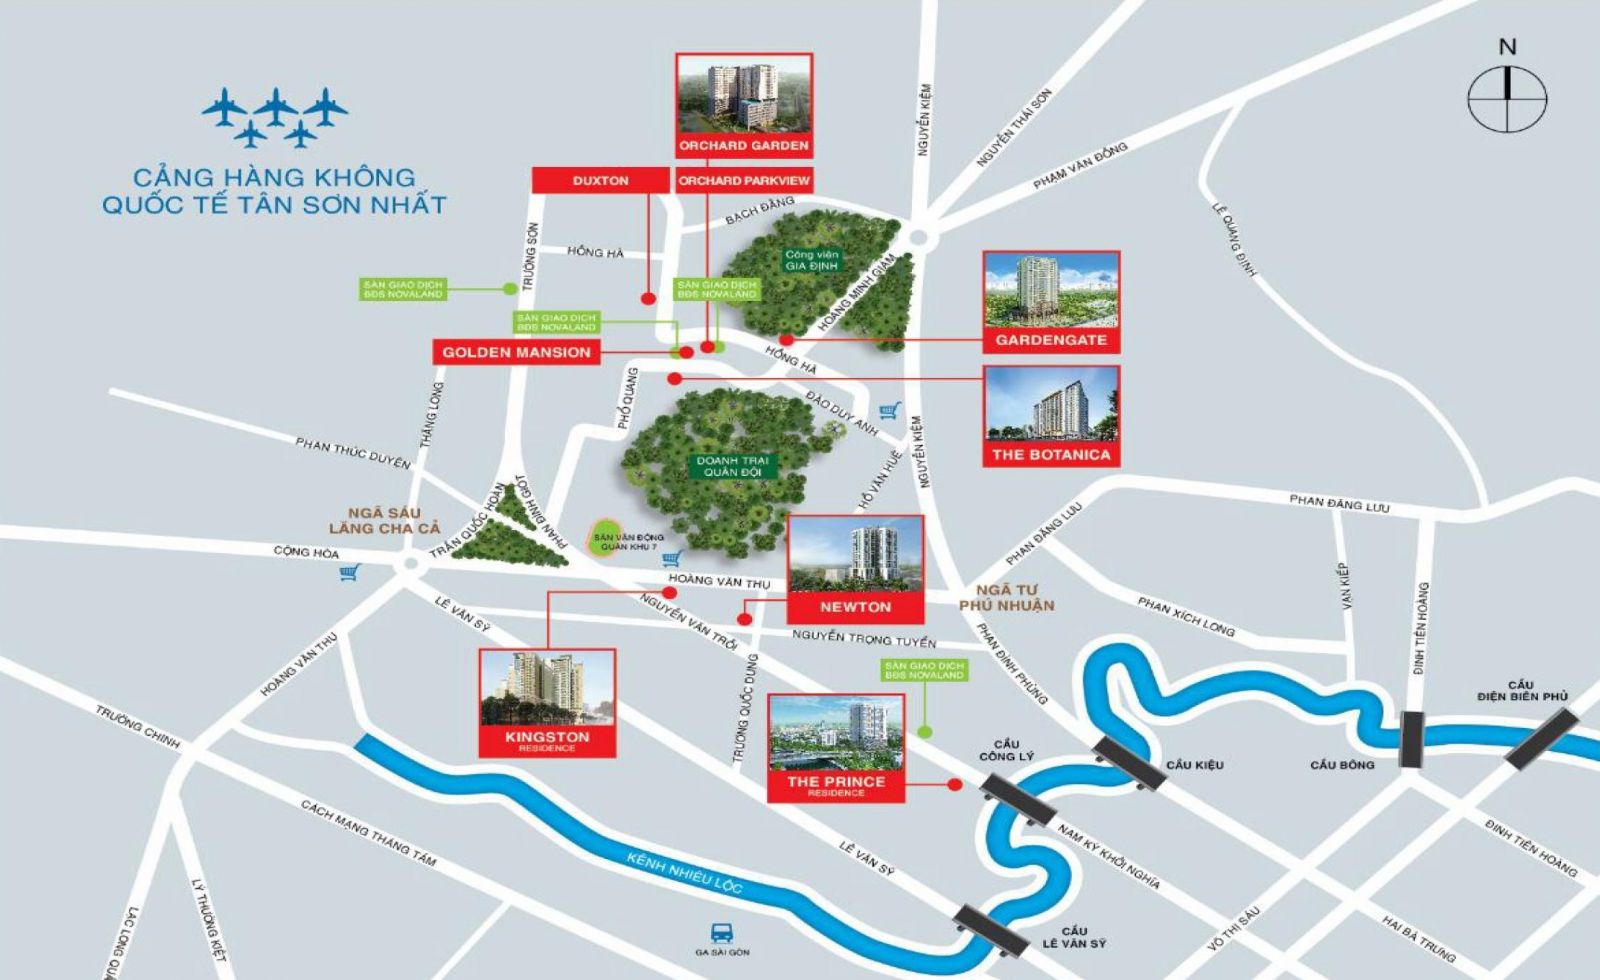 N
CẢNG HÀNG KHÔNG
QUỐC TẾ TÂN SƠN NHẤT
ORCHARD GARDEN
DUXTON
ORCHARD PARKVIEW
NGUYỄN KIỆM
NGUYỄN THÁI SƠN
PHẠM VĂN ĐỒNG
LÊ QUANG ĐỊNH
BẠCH ĐẰNG
TRƯỜNG SƠN
HỒNG HÀ
Công viên
GIA ĐỊNH
HOÀNG MINH GIÁM
SÀN GIAO DỊCH
BĐS NOVALAND
SÀN GIAO DỊCH
BĐS NOVALAND
SÀN GIAO DỊCH
BĐS NOVALAND
GOLDEN MANSION
GARDENGATE
HỒNG HÀ
PHỔ QUANG
ĐÀO DUY ANH
THE BOTANICA
THĂNG LONG
PHAN THÚC DUYỆN
DOANH TRẠI
QUÂN ĐỘI
HỒ VĂN HUÊ
NGUYỄN KIỆM
NGÃ SÁU
LĂNG CHA CẢ
TRẦN QUỐC HOÀN
PHAN ĐÌNH GIÓT
SÂN VẬN ĐỘNG
QUÂN KHU 7
CỘNG HÒA
HOÀNG VĂN THỤ
PHAN ĐĂNG LƯU
PHAN ĐĂNG LƯU
NEWTON
NGÃ TƯ
PHÚ NHUẬN
PHAN XÍCH LONG
VẠN KIẾP
ĐINH TIÊN HOÀNG
LÊ VĂN SỸ
NGUYỄN VĂN TRỖI
NGUYỄN TRỌNG TUYỂN
PHAN ĐÌNH PHÙNG
HOÀNG VĂN THỤ
TRƯƠNG QUỐC DUNG
SÀN GIAO DỊCH
BĐS NOVALAND
KINGSTON
RESIDENCE
THE PRINCE
RESIDENCE
TRƯỜNG CHINH
CẦU
CÔNG LÝ
CẦU KIỆU
CẦU BÔNG
CẦU
ĐIỆN BIÊN PHỦ
CÁCH MẠNG THÁNG TÁM
KÊNH NHIÊU LỘC
LÊ VĂN SỸ
NAM KỲ KHỞI NGHĨA
ĐINH TIÊN HOÀNG
LÝ THƯỜNG KIỆT
LẠC LONG QUÂ
GA SÀI GÒN
CẦU
LÊ VĂN SỸ
VÕ THỊ SÁU
HAI BÀ TRƯNG